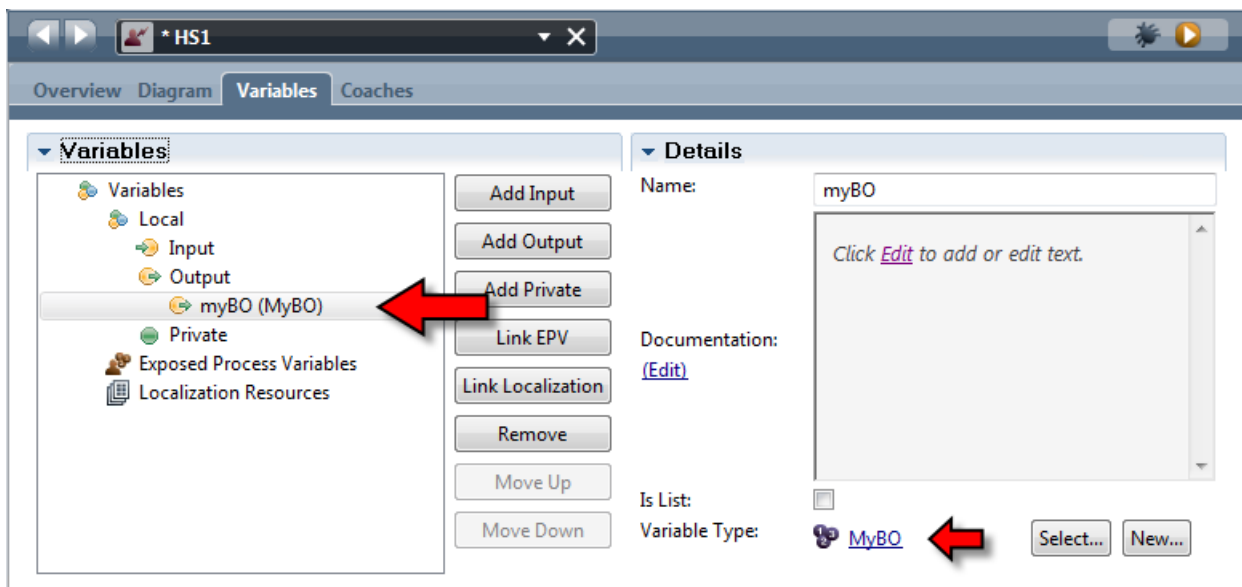 * HS1
Overview Diagram Variables Coaches
Variables
Variables
Local
Input
Output
myBO (MyBO)
Private
Exposed Process Variables
Localization Resources
Add Input
Add Output
Add Private
Link EPV
Link Localization
Remove
Move Up
Move Down
Details
Name:
myBO
Click Edit to add or edit text.
Documentation:
(Edit)
Is List:
Variable Type:
MyBO
Select...
New...